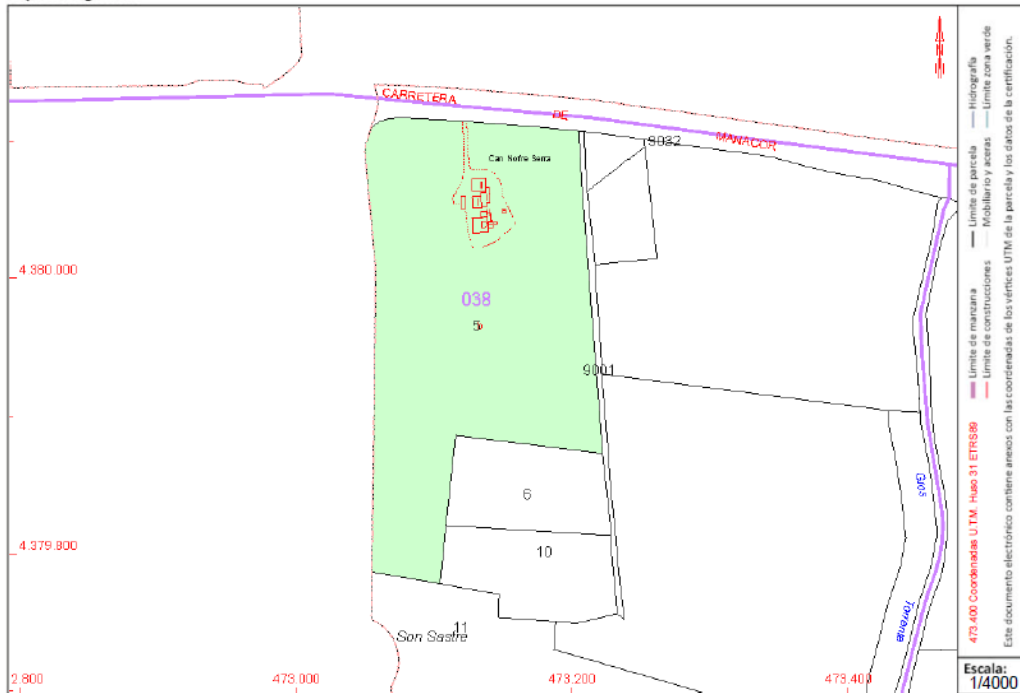 CARRETERA DE MANACOR
9032
Can Nofre Serra
4.380.000
038
5
9001
6
10
4.379.800
11
Son Sastre
Gros
Torrente
2.800
473.000
473.200
473.400
Límite de manzana
Límite de parcela
Hidrografía
Límite de construcciones
Mobiliario y aceras
Límite zona verde
473.400 Coordenadas U.T.M. Huso 31 ETRS89
Este documento electrónico contiene anexos con las coordenadas de los vértices UTM de la parcela y los datos de la certificación.
Escala:
1/4000